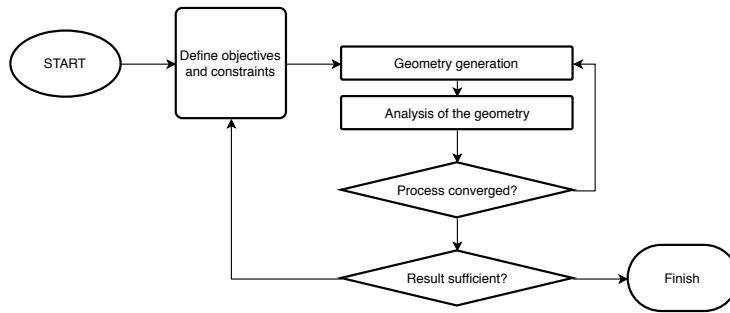 START
Define objectives
and constraints
Geometry generation
Analysis of the geometry
Process converged?
Result sufficient?
Finish